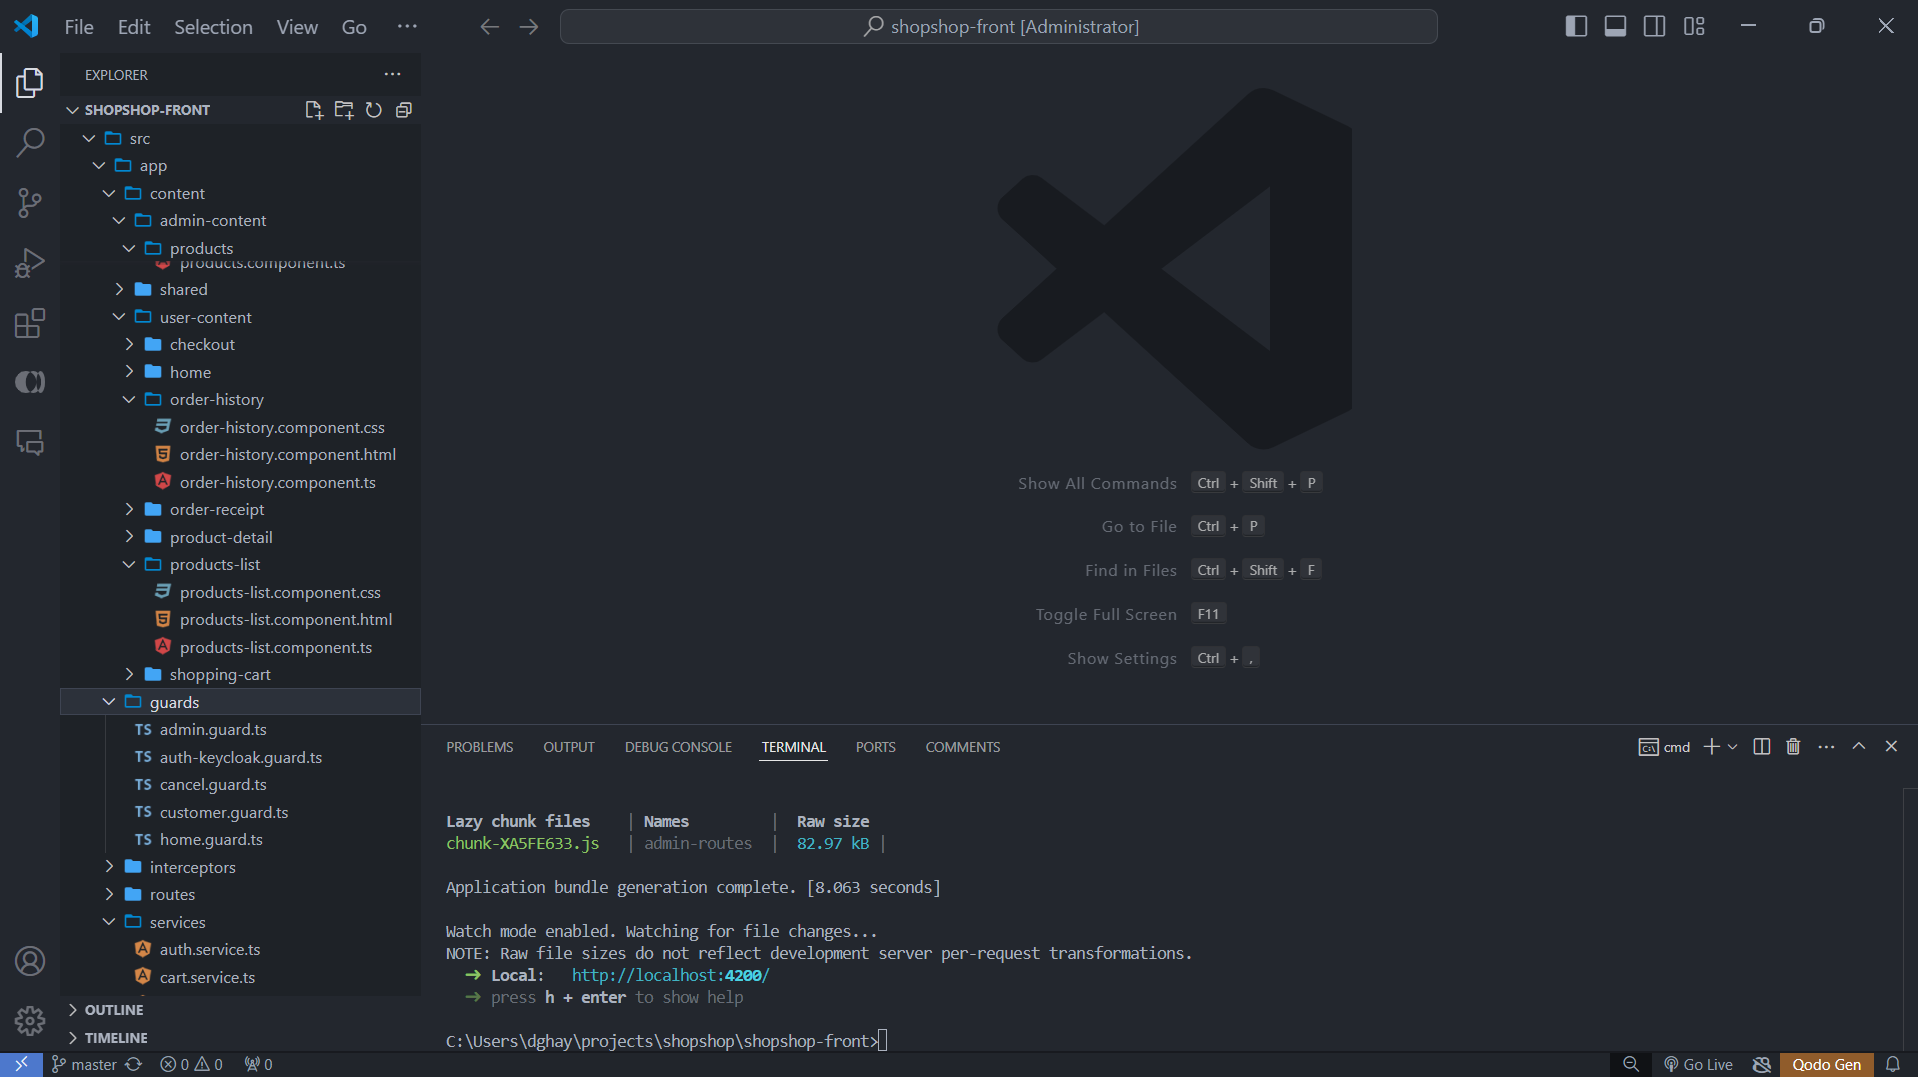 File Edit Selection View Go ···
shopshop-front [Administrator]
EXPLORER
SHOPSHOP-FRONT
src
app
content
admin-content
products
products.component.ts
shared
user-content
checkout
home
order-history
order-history.component.css
order-history.component.html
order-history.component.ts
order-receipt
product-detail
products-list
products-list.component.css
products-list.component.html
products-list.component.ts
shopping-cart
guards
TS admin.guard.ts
TS auth-keycloak.guard.ts
TS cancel.guard.ts
TS customer.guard.ts
TS home.guard.ts
interceptors
routes
services
auth.service.ts
cart.service.ts
OUTLINE
TIMELINE
Show All Commands Ctrl + Shift + P
Go to File Ctrl + P
Find in Files Ctrl + Shift + F
Toggle Full Screen F11
Show Settings Ctrl + ,
PROBLEMS OUTPUT DEBUG CONSOLE TERMINAL PORTS COMMENTS
cmd
Lazy chunk files | Names | Raw size
chunk-XA5FE633.js | admin-routes | 82.97 kB |
Application bundle generation complete. [8.063 seconds]
Watch mode enabled. Watching for file changes...
NOTE: Raw file sizes do not reflect development server per-request transformations.
➜ Local: http://localhost:4200/
➜ press h + enter to show help
C:\Users\dghay\projects\shopshop\shopshop-front>
master 0 0 0 Go Live Qodo Gen